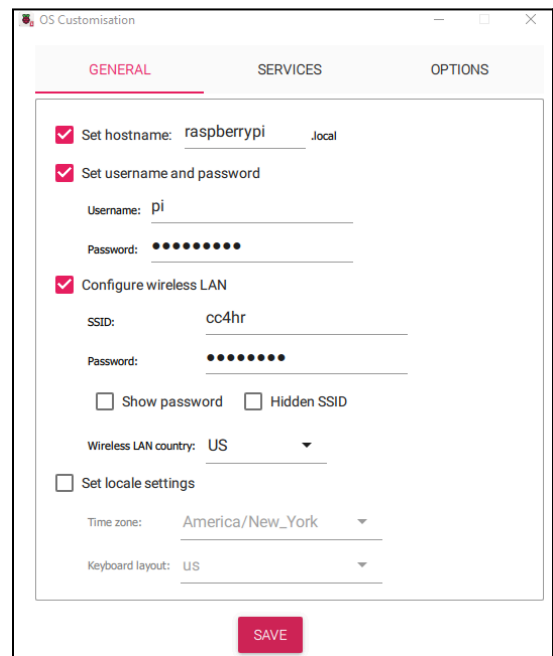 OS Customisation
GENERAL SERVICES OPTIONS
Set hostname: raspberrypi .local
Set username and password
Username: pi
Password: •••••••••
Configure wireless LAN
SSID: cc4hr
Password: ••••••••
Show password Hidden SSID
Wireless LAN country: US
Set locale settings
Time zone: America/New_York
Keyboard layout: us
SAVE